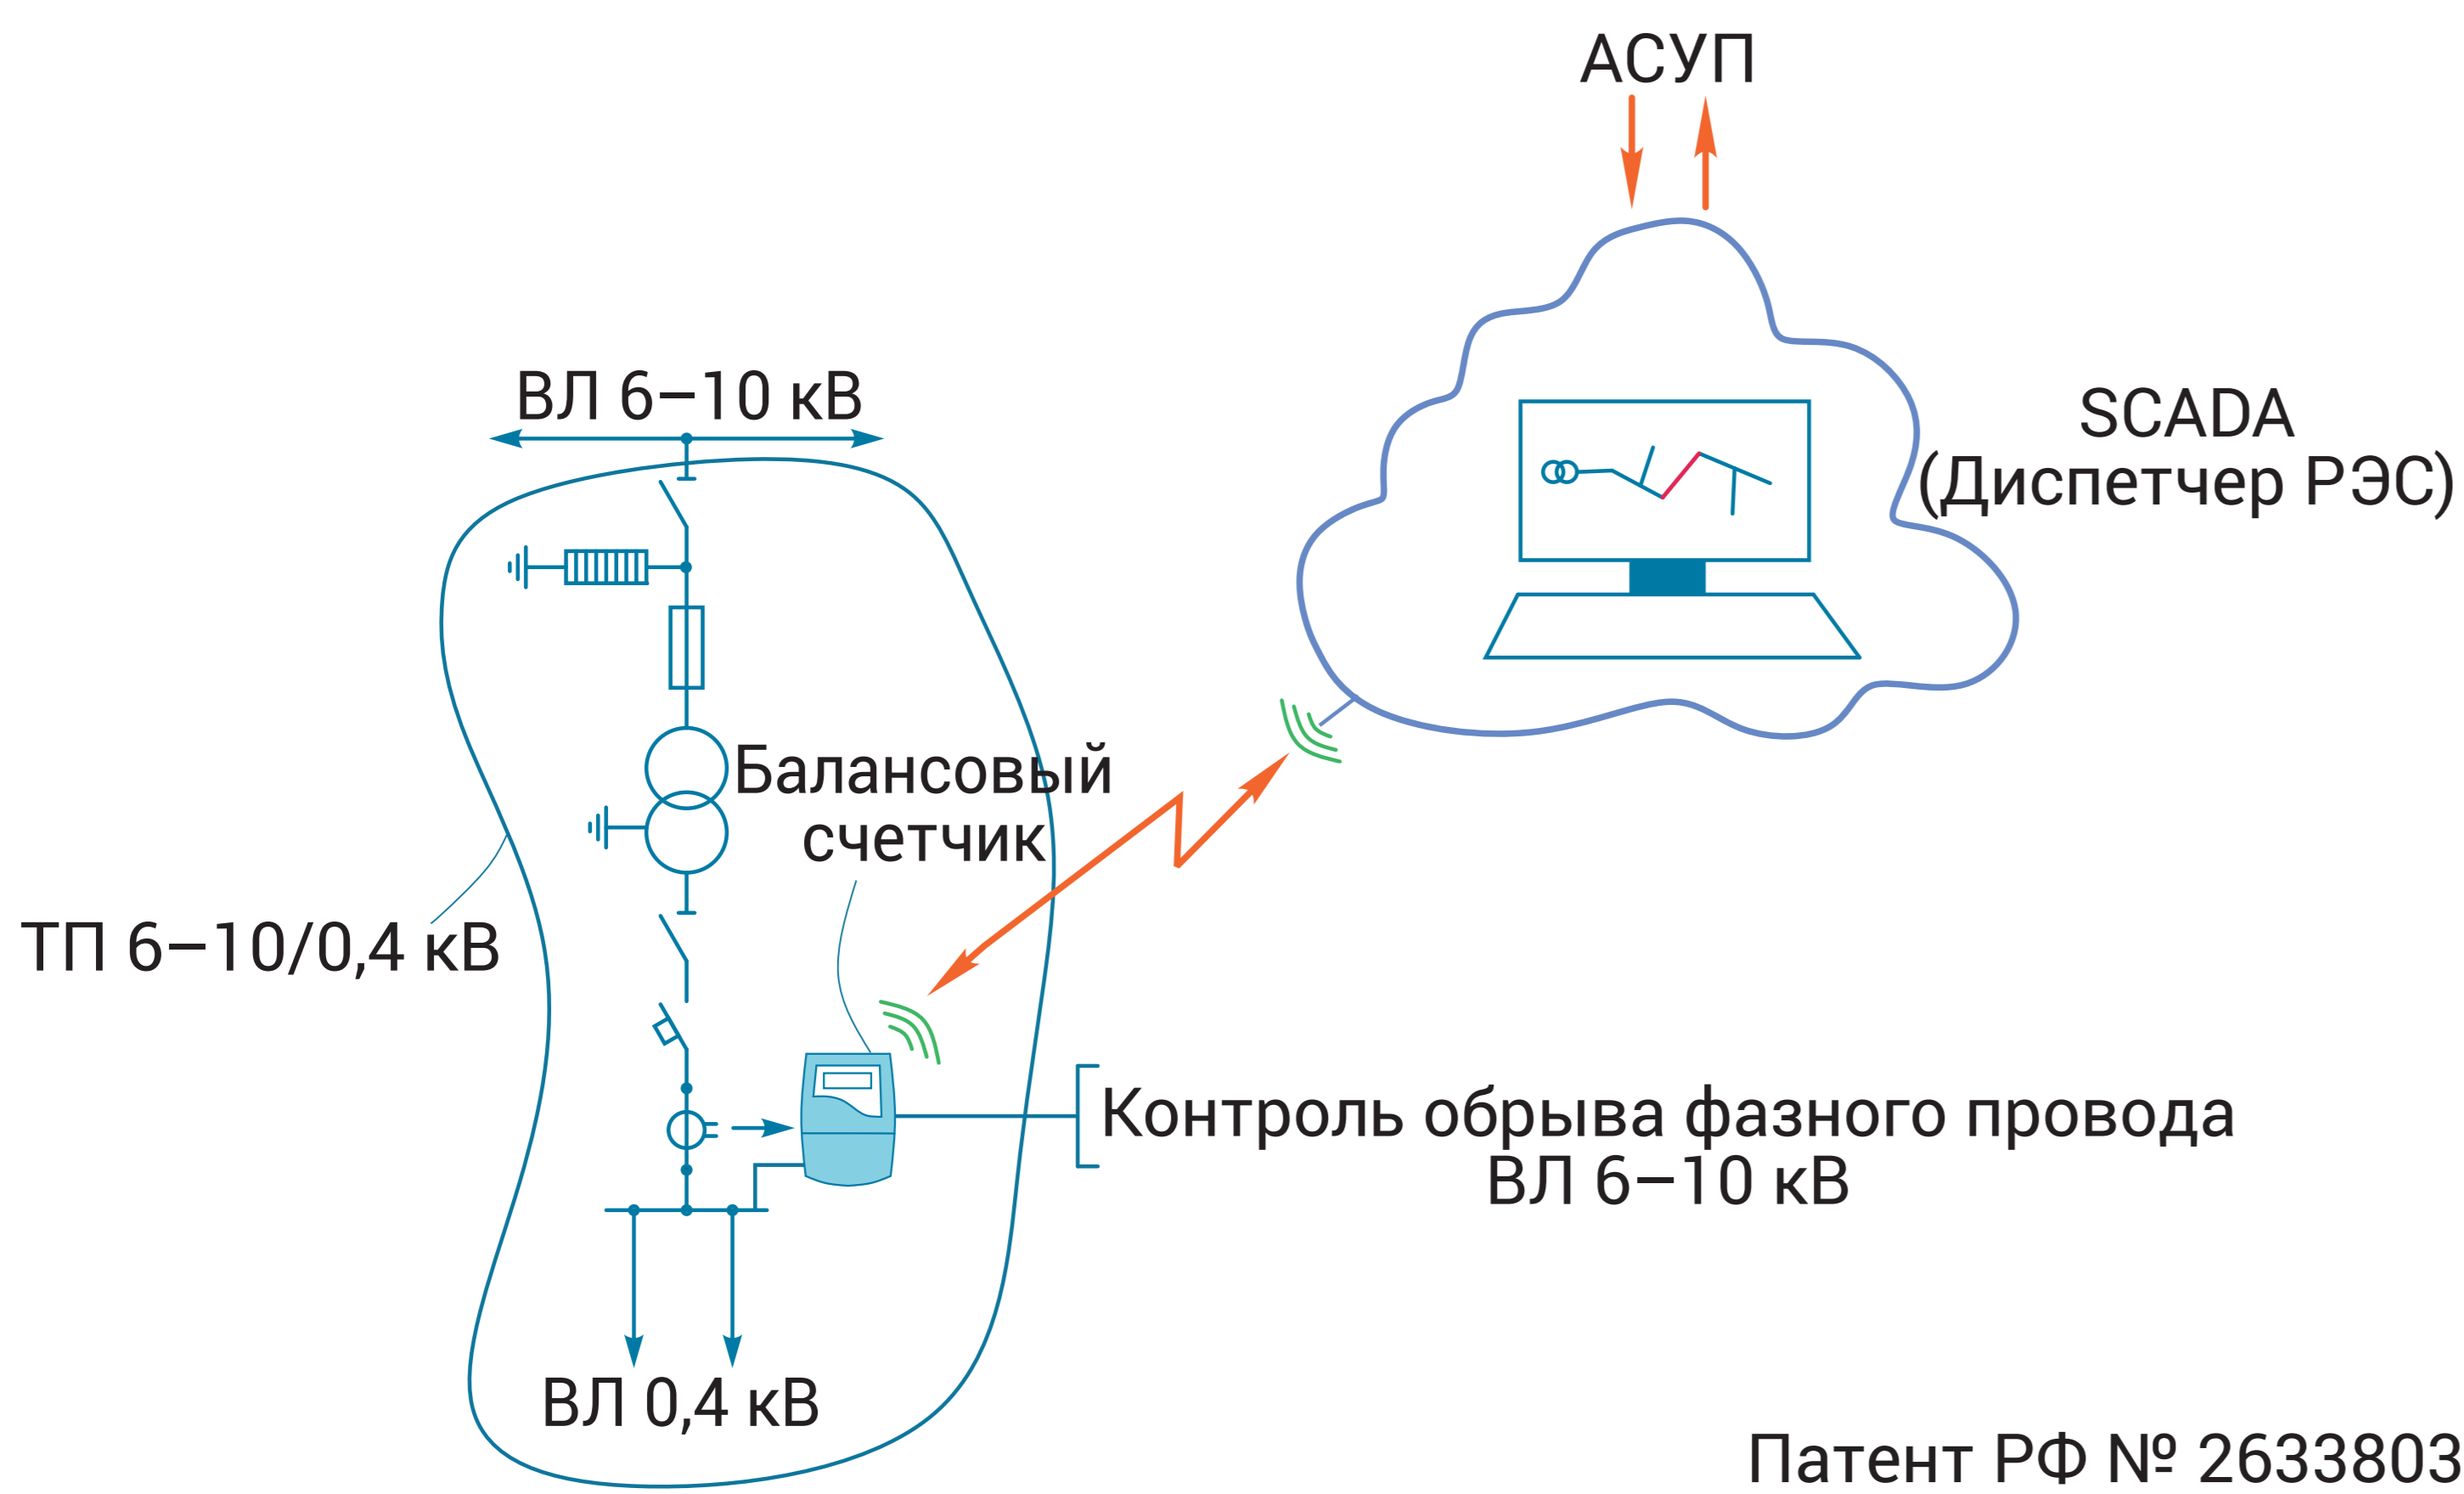 АСУП
ВЛ 6–10 кВ
SCADA
(Диспетчер РЭС)
Балансовый
счетчик
ТП 6–10/0,4 кВ
Контроль обрыва фазного провода
ВЛ 6–10 кВ
ВЛ 0,4 кВ
Патент РФ № 2633803